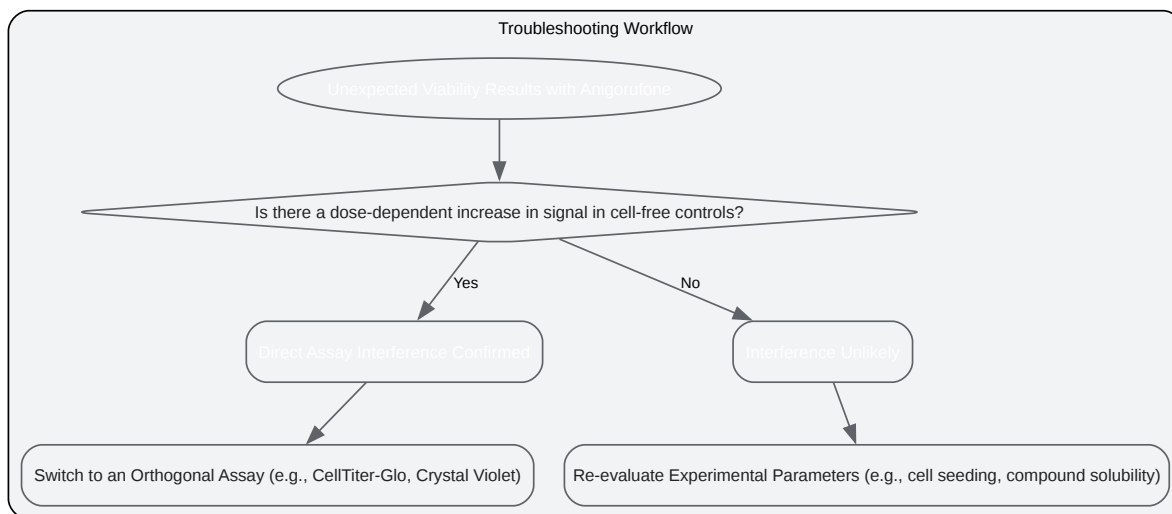 Troubleshooting Workflow
Unexpected Viability Results with Anigorufone
Is there a dose-dependent increase in signal in cell-free controls?
Yes
No
Direct Assay Interference Confirmed
Interference Unlikely
Switch to an Orthogonal Assay (e.g., CellTiter-Glo, Crystal Violet)
Re-evaluate Experimental Parameters (e.g., cell seeding, compound solubility)